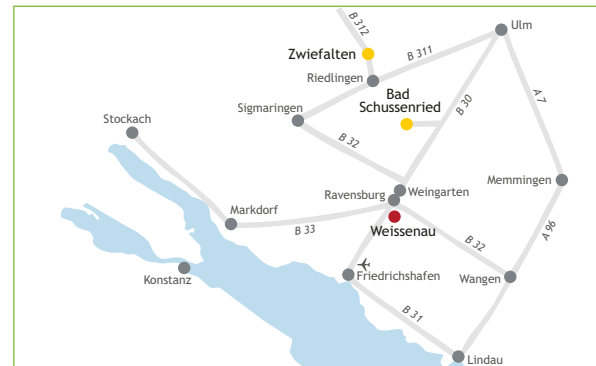 Ulm
B 312
Zwiefalten
B 311
Riedlingen
Bad
Schussenried
B 30
A 7
Sigmaringen
Stockach
B 32
Memmingen
Ravensburg
Weingarten
Markdorf
B 33
Weissenau
B 32
A 96
Konstanz
Friedrichshafen
Wangen
B 31
Lindau